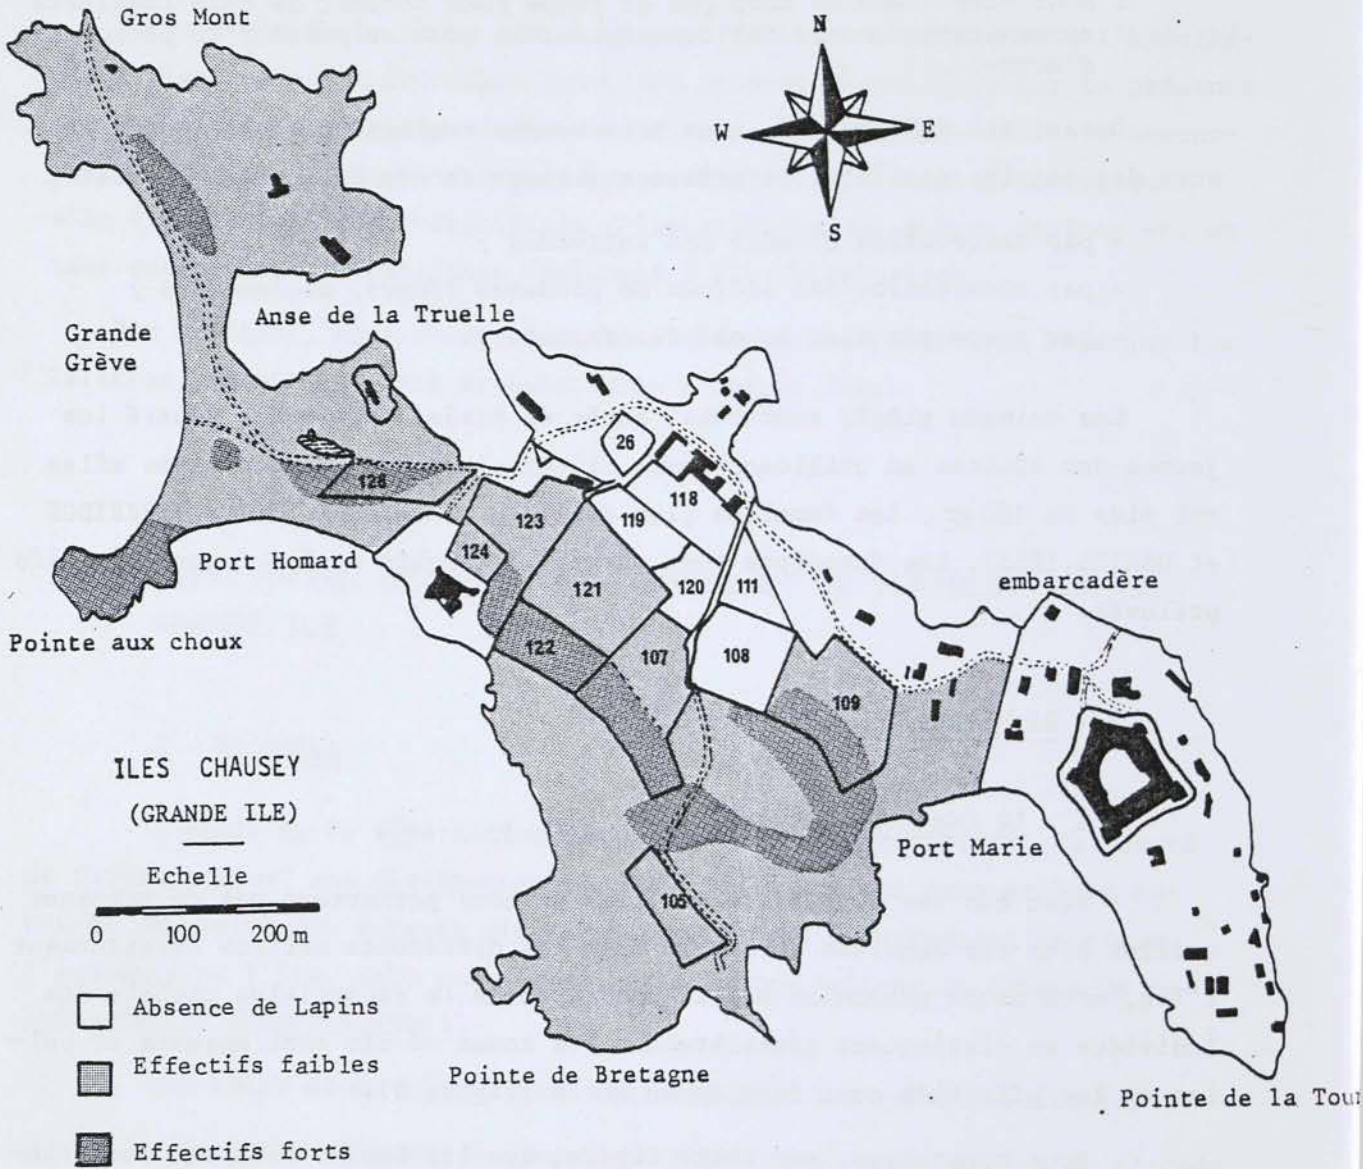 Gros Mont
N
W
E
S
Grande
Grève
Anse de la Truelle
26
118
128
123
119
124
121
120
111
embarcadère
Port Homard
Pointe aux choux
122
107
108
109
ILES CHAUSEY
(GRANDE ILE)
Echelle
0 100 200 m
Port Marie
105
Absence de Lapins
Effectifs faibles
Effectifs forts
Pointe de Bretagne
Pointe de la Tour